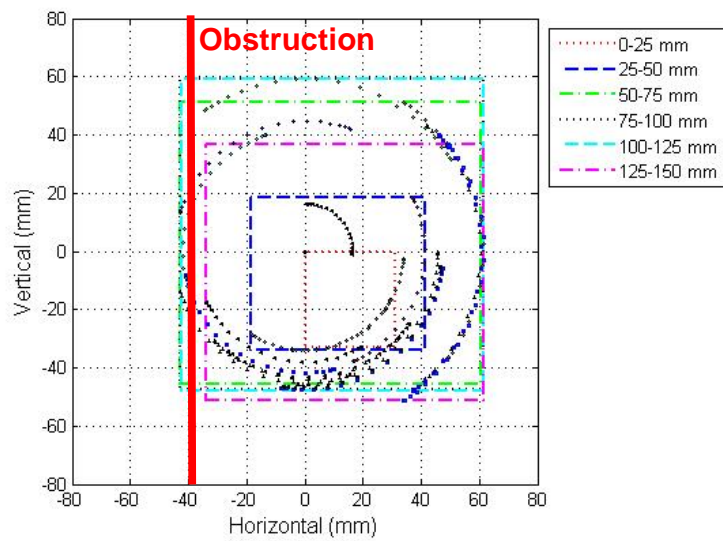 Obstruction
80
60
40
20
0
-20
-40
-60
-80
Vertical (mm)
-80 -60 -40 -20 0 20 40 60 80
Horizontal (mm)
0-25 mm
25-50 mm
50-75 mm
75-100 mm
100-125 mm
125-150 mm